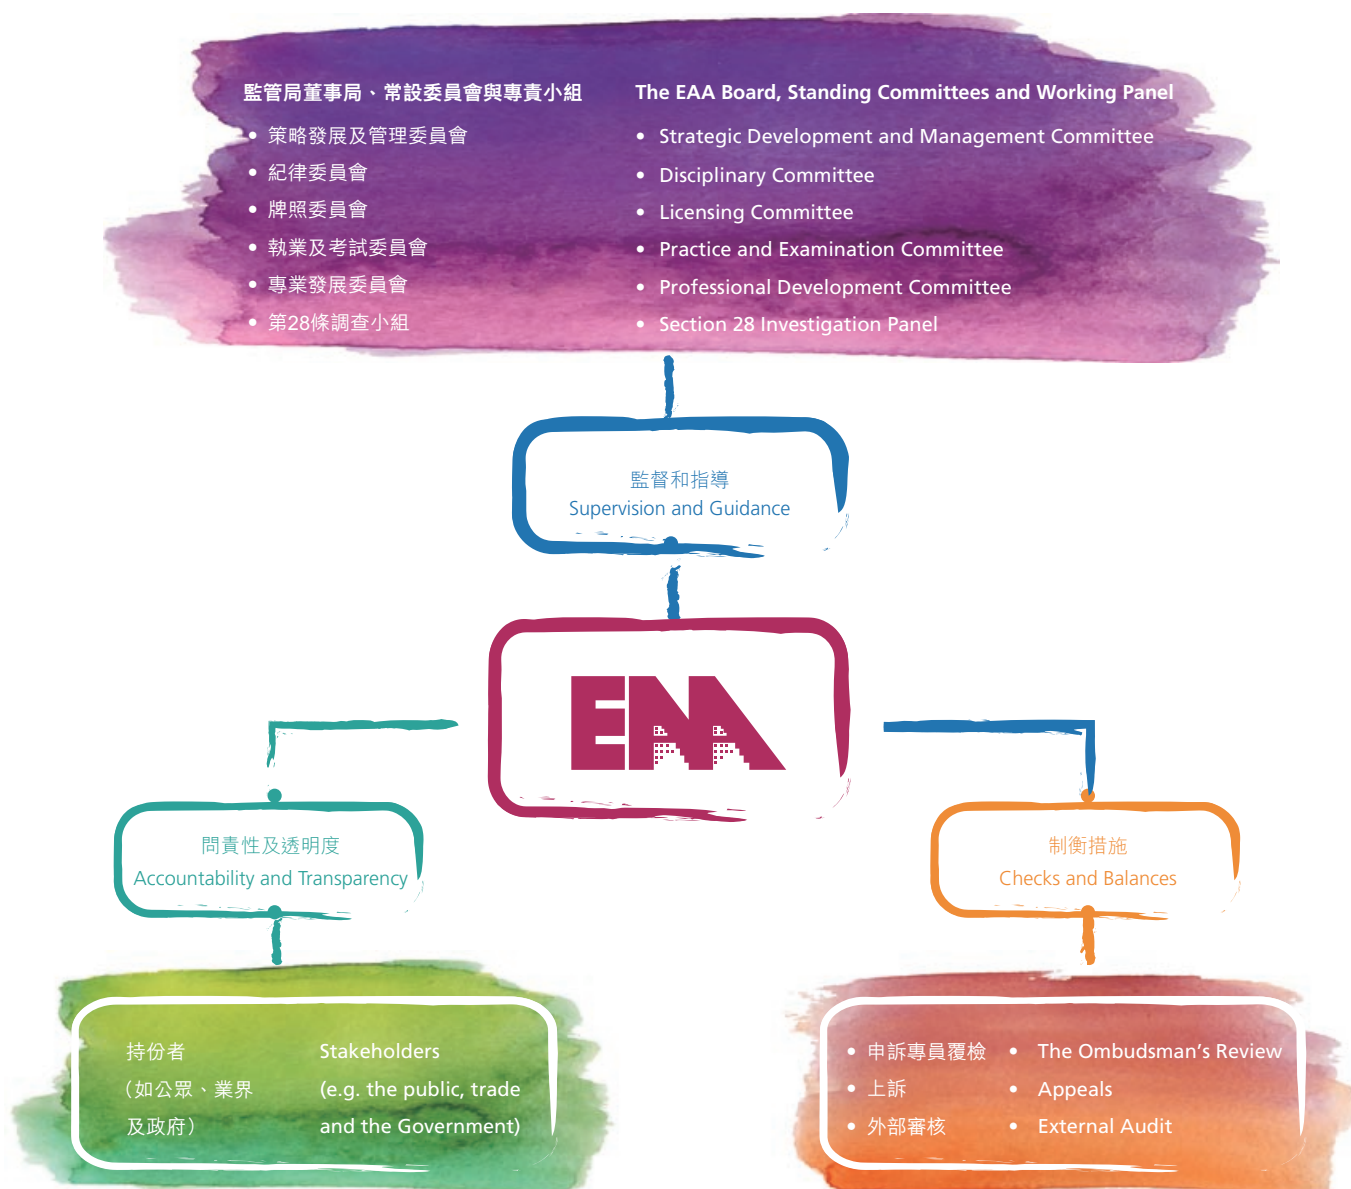 監管局董事局、常設委員會與專責小組
• 策略發展及管理委員會
• 紀律委員會
• 牌照委員會
• 執業及考試委員會
• 專業發展委員會
• 第28條調查小組
The EAA Board, Standing Committees and Working Panel
• Strategic Development and Management Committee
• Disciplinary Committee
• Licensing Committee
• Practice and Examination Committee
• Professional Development Committee
• Section 28 Investigation Panel
監督和指導
Supervision and Guidance
EAA
問責性及透明度
Accountability and Transparency
制衡措施
Checks and Balances
持份者
（如公眾、業界
及政府）
Stakeholders
(e.g. the public, trade
and the Government)
• 申訴專員覆檢
• 上訴
• 外部審核
• The Ombudsman’s Review
• Appeals
• External Audit